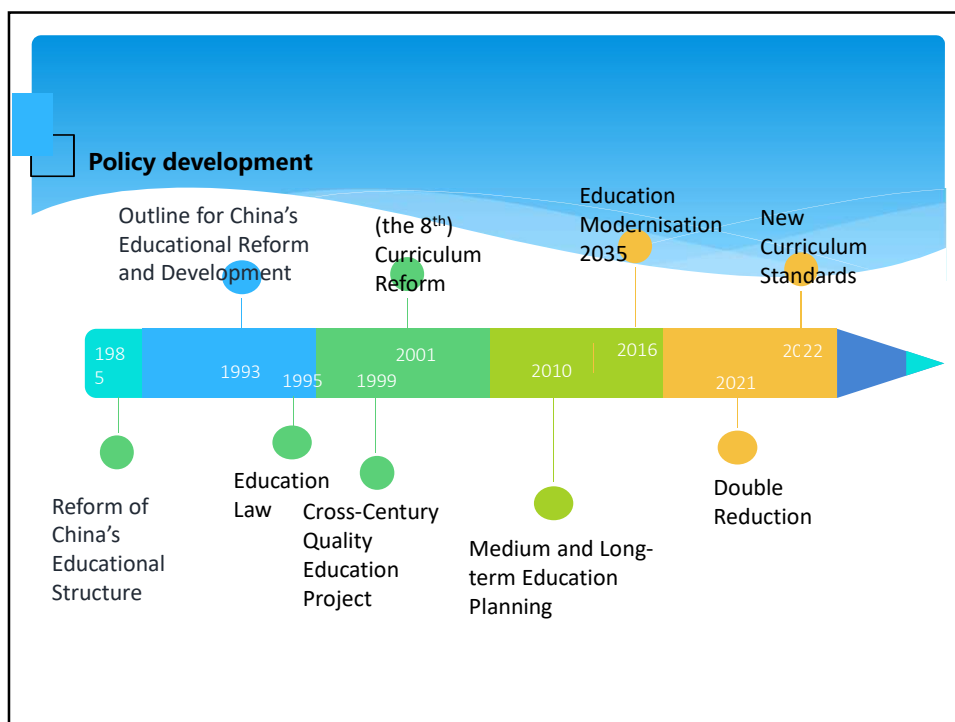 Policy development
Outline for China's
Educational Reform
and Development
(the 8th)
Curriculum
Reform
Education
Modernisation
2035
New
Curriculum
Standards
198
5
1993
1995
1999
2001
2010
2016
2021
2022
Reform of
China's
Educational
Structure
Education
Law
Cross-Century
Quality
Education
Project
Medium and Long-
term Education
Planning
Double
Reduction